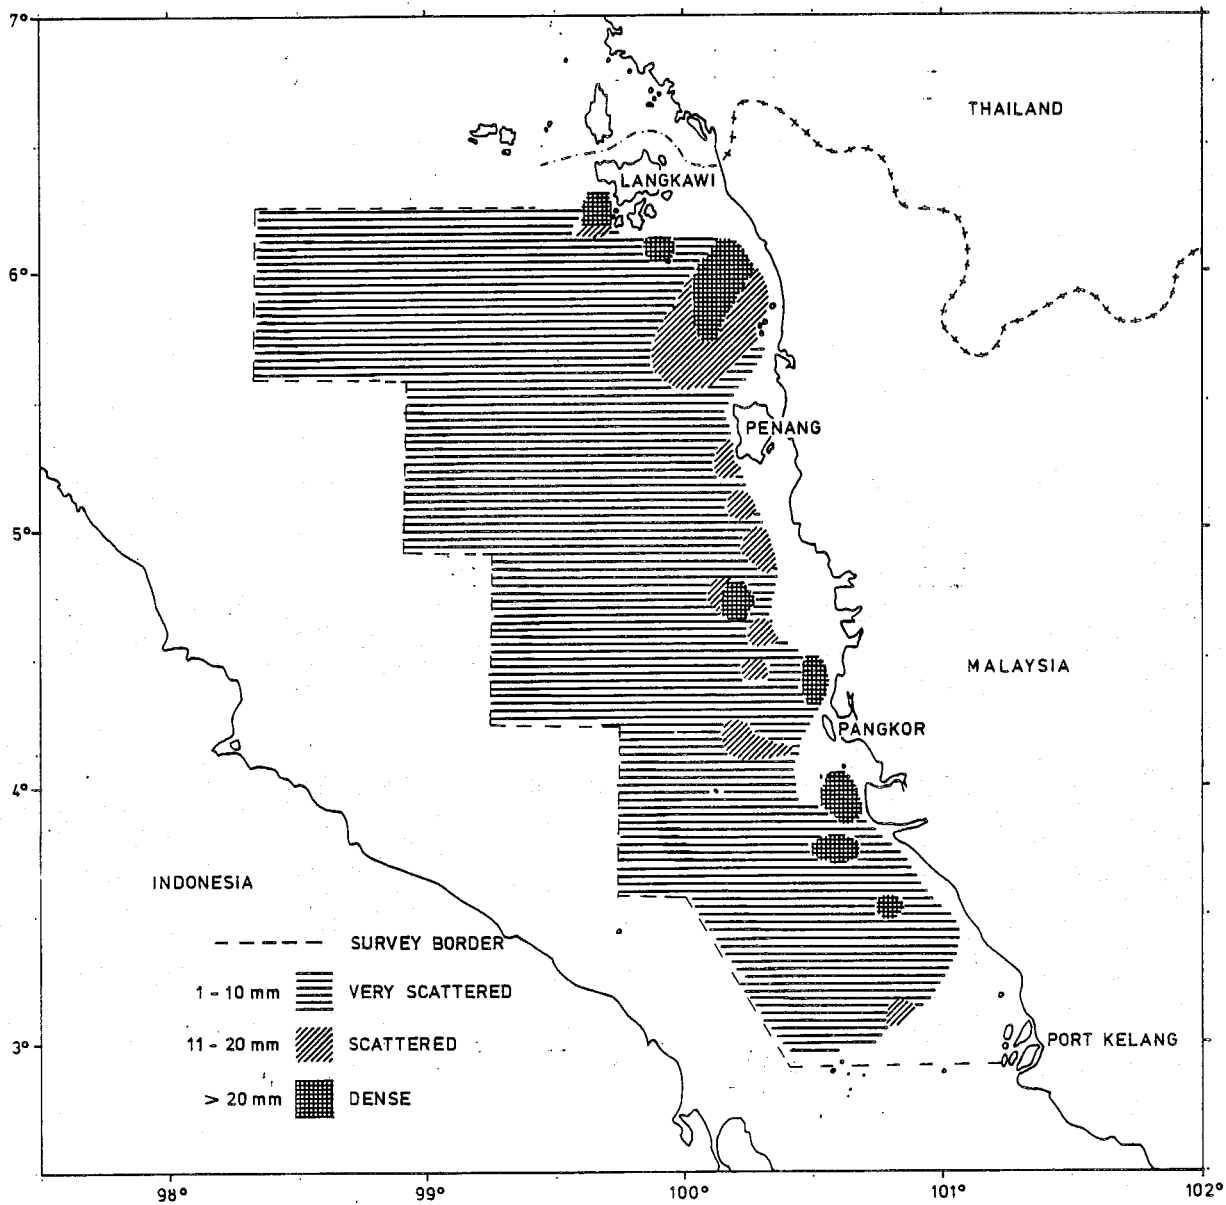 7°
THAILAND
LANGKAWI
6°
PENANG
5°
MALAYSIA
PANGKOR
4°
INDONESIA
SURVEY BORDER
1-10 mm VERY SCATTERED
11-20 mm SCATTERED
3°
PORT KELANG
> 20 mm DENSE
98° 99° 100° 101° 102°